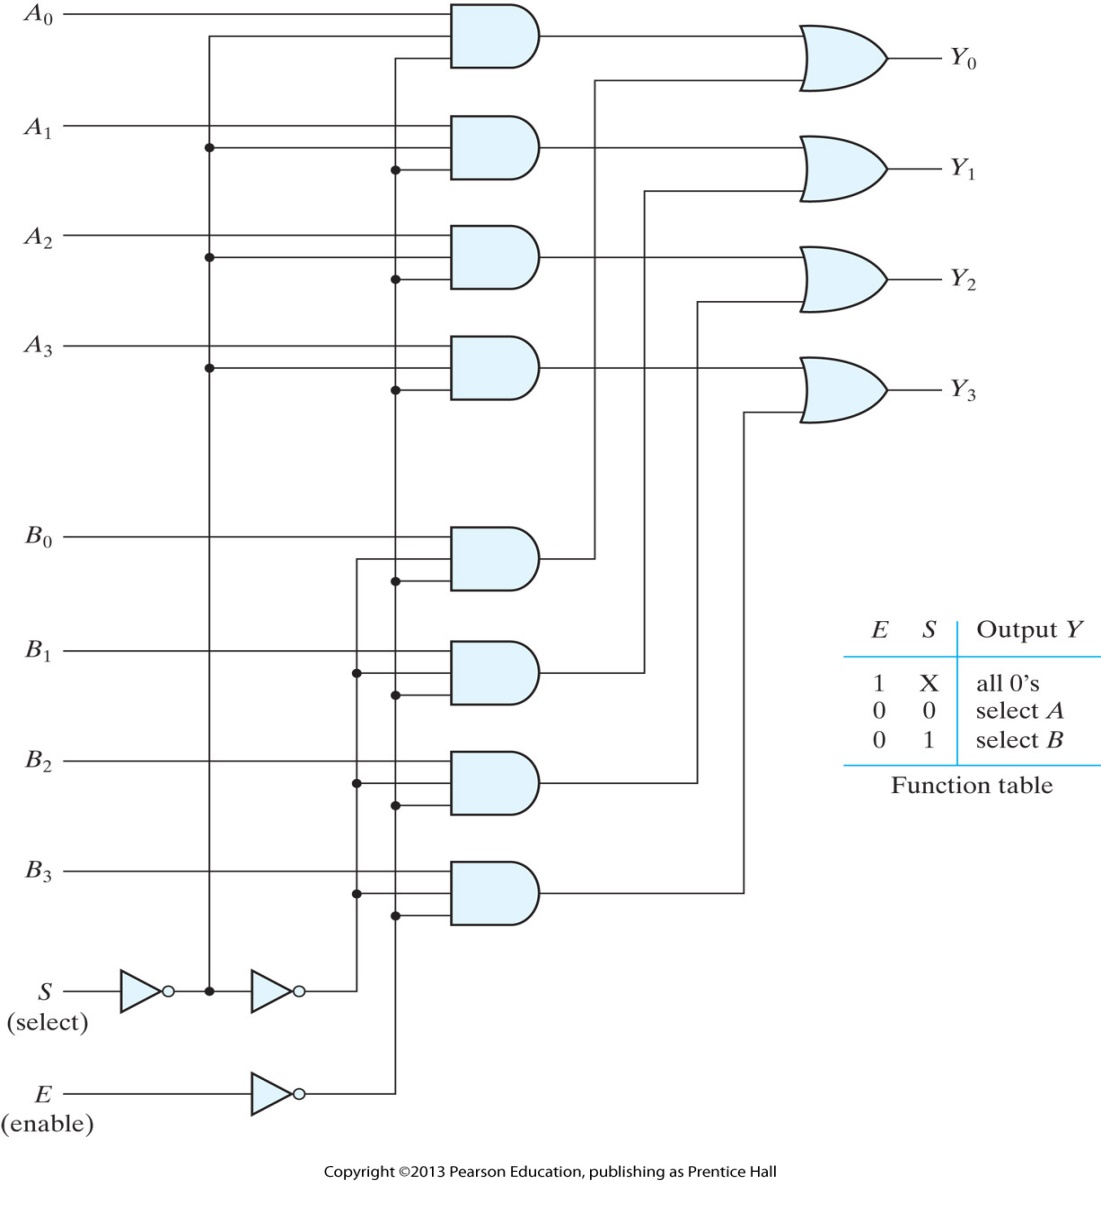 A₀
Y₀
A₁
Y₁
A₂
Y₂
A₃
Y₃
B₀
B₁
B₂
B₃
E S Output Y
1 X all 0’s
0 0 select A
0 1 select B
Function table
S
(select)
E
(enable)
Copyright ©2013 Pearson Education, publishing as Prentice Hall